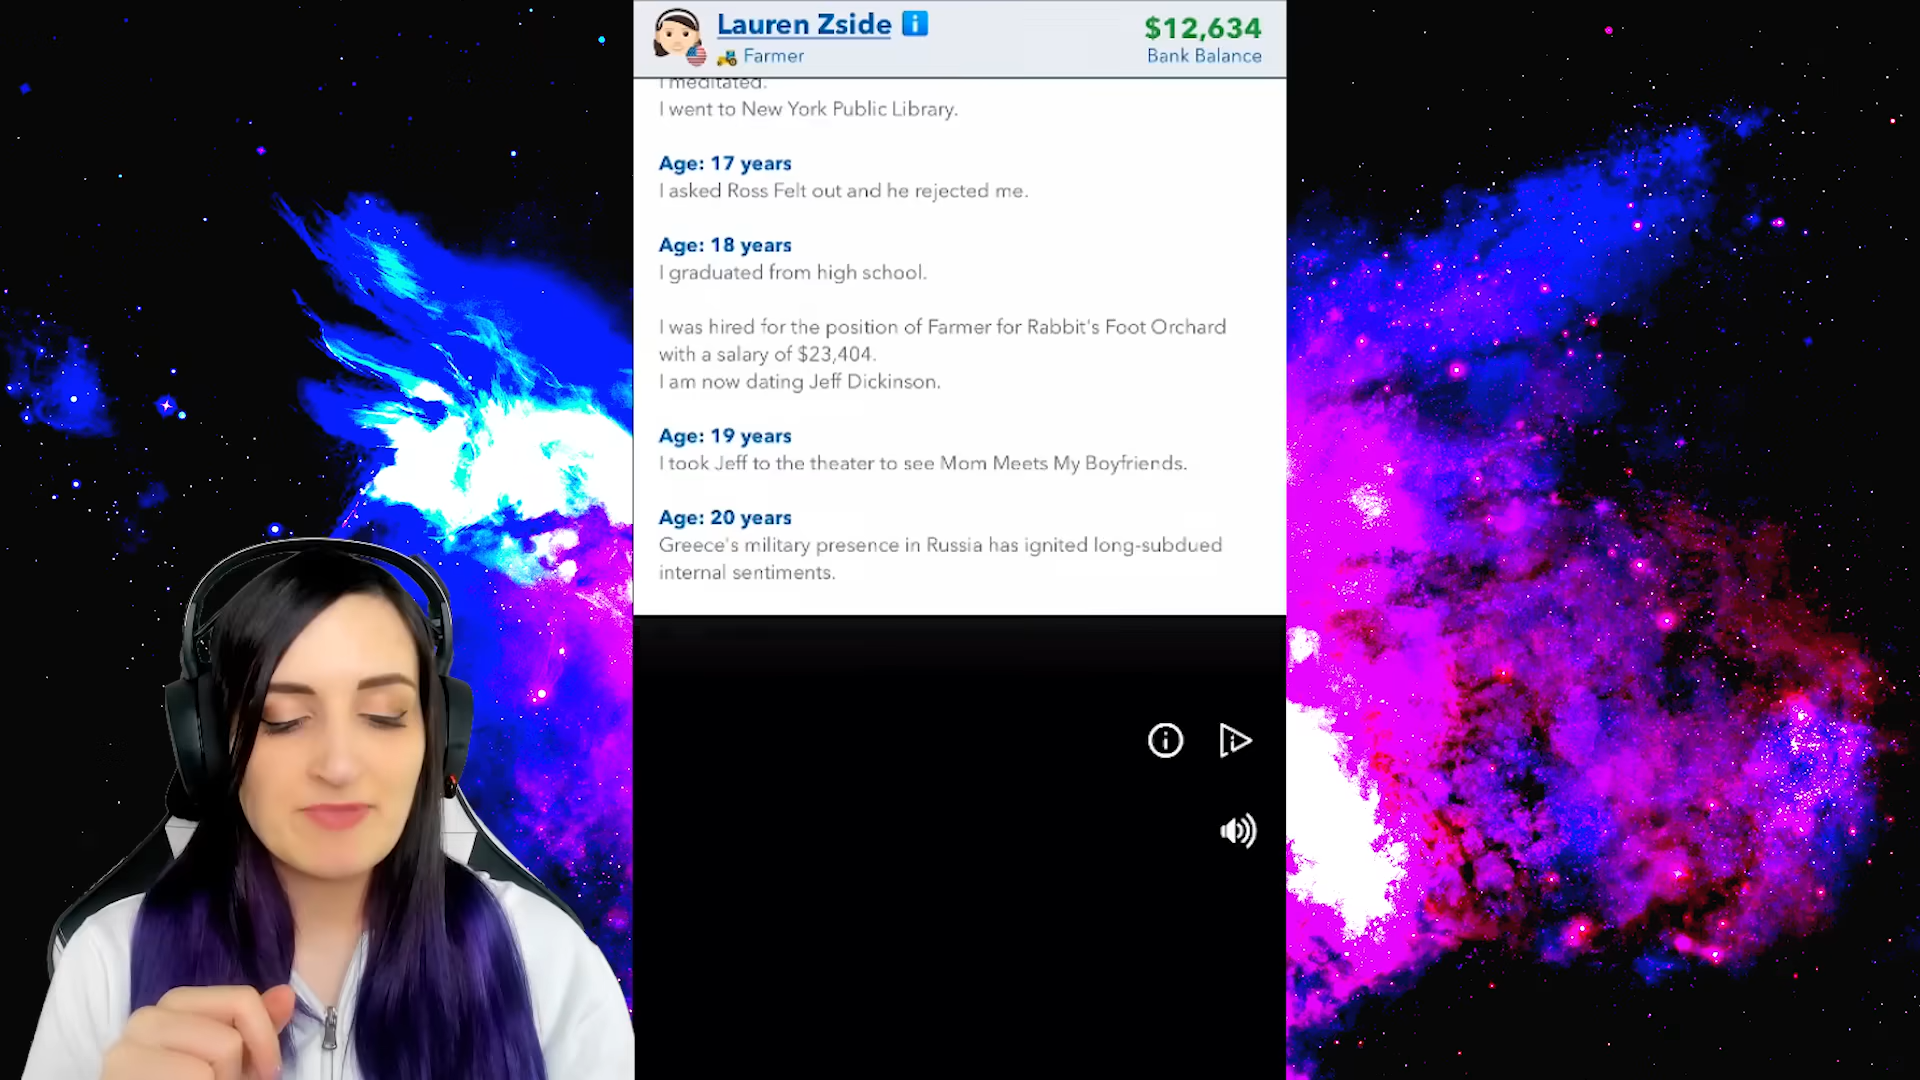 Lauren Zside
$12,634
Farmer
Bank Balance
I meditated.
I went to New York Public Library.
Age: 17 years
I asked Ross Felt out and he rejected me.
Age: 18 years
I graduated from high school.
I was hired for the position of Farmer for Rabbit's Foot Orchard
with a salary of $23,404.
I am now dating Jeff Dickinson.
Age: 19 years
I took Jeff to the theater to see Mom Meets My Boyfriends.
Age: 20 years
Greece's military presence in Russia has ignited long-subdued
internal sentiments.